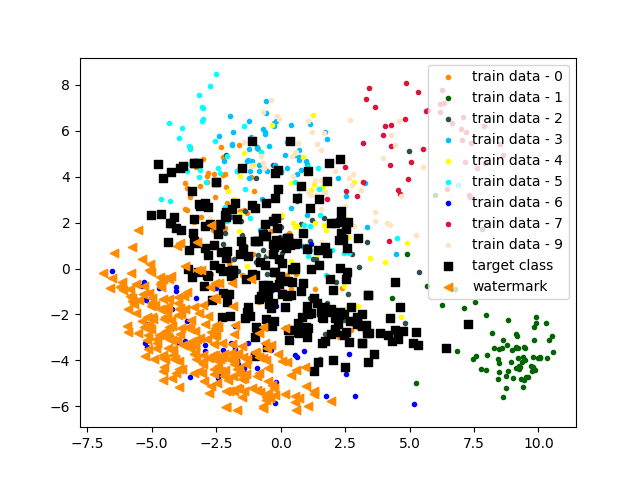 train data - 0
train data - 1
train data - 2
train data - 3
train data - 4
train data - 5
train data - 6
train data - 7
train data - 9
target class
watermark
8
6
4
2
0
−2
−4
−6
−7.5 −5.0 −2.5 0.0 2.5 5.0 7.5 10.0